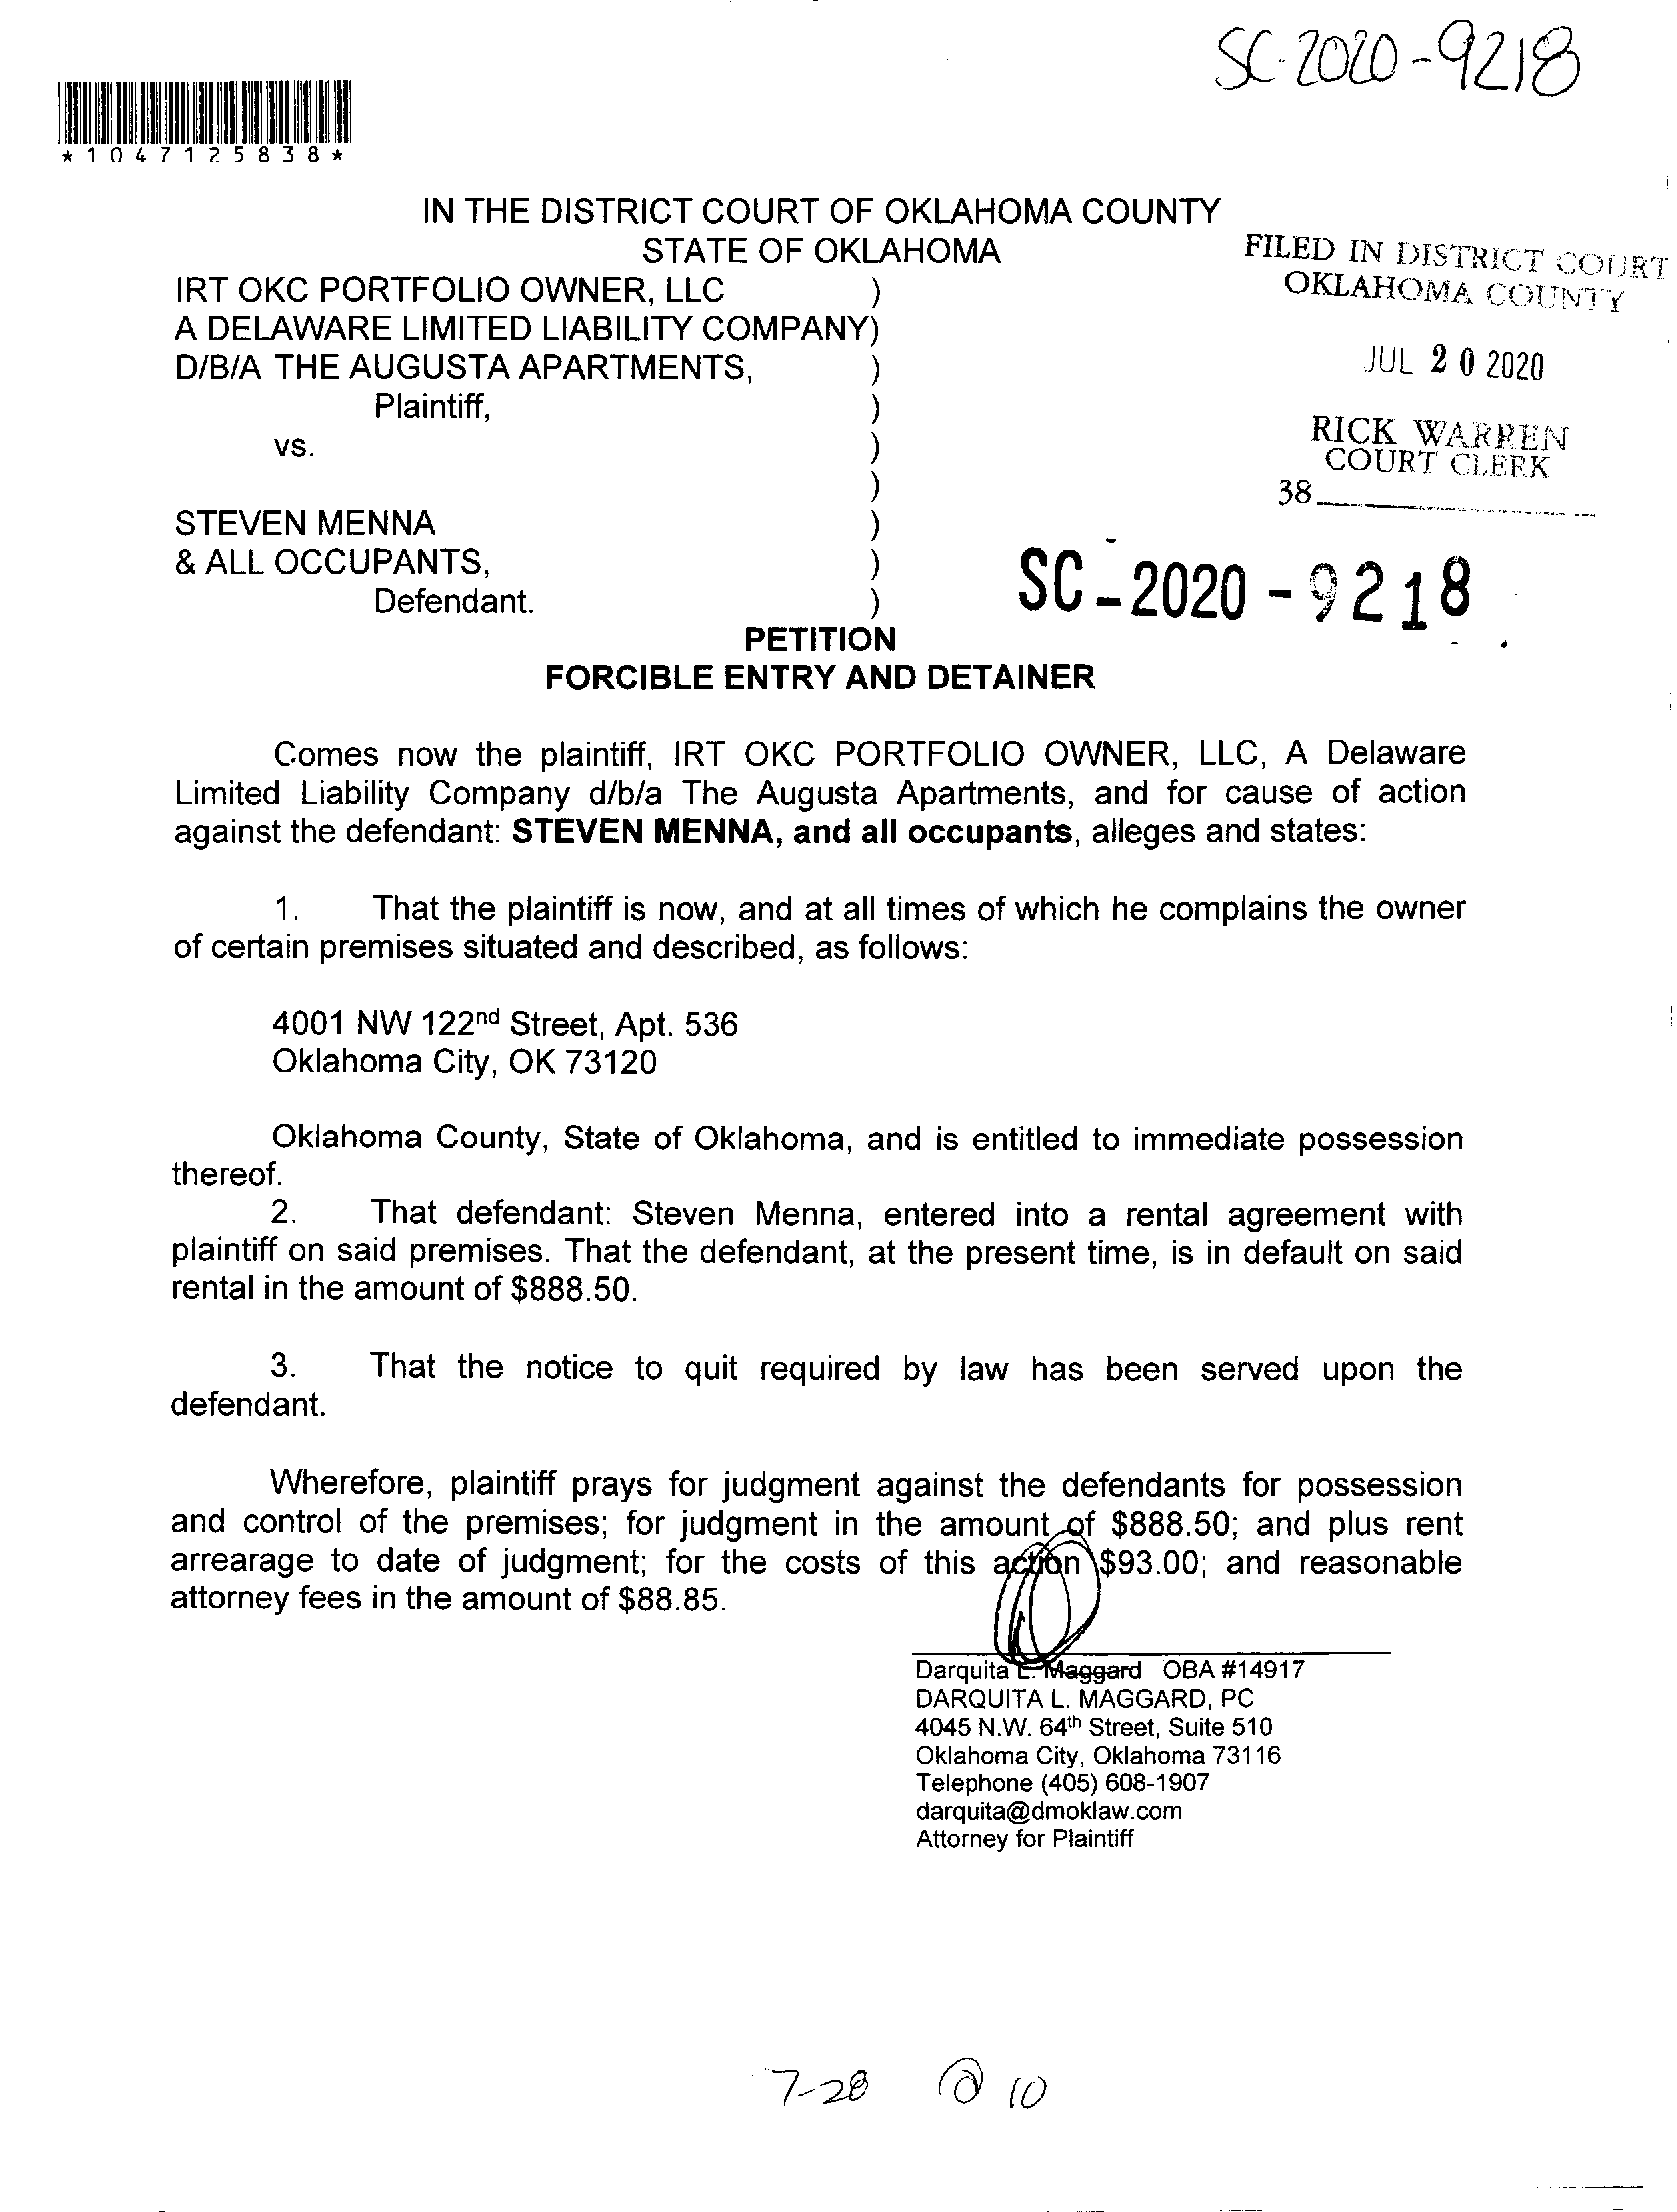 SC-2020-9218
*1047125838*
IN THE DISTRICT COURT OF OKLAHOMA COUNTY
STATE OF OKLAHOMA
FILED IN DISTRICT COURT
OKLAHOMA COUNTY
IRT OKC PORTFOLIO OWNER, LLC )
A DELAWARE LIMITED LIABILITY COMPANY)
D/B/A THE AUGUSTA APARTMENTS, )
JUL 20 2020
Plaintiff, )
RICK WARREN
COURT CLERK
vs. )
)
38
STEVEN MENNA )
& ALL OCCUPANTS, )
Defendant. )
SC-2020-9218
PETITION
FORCIBLE ENTRY AND DETAINER
Comes now the plaintiff, IRT OKC PORTFOLIO OWNER, LLC, A Delaware
Limited Liability Company d/b/a The Augusta Apartments, and for cause of action
against the defendant: STEVEN MENNA, and all occupants, alleges and states:
1. That the plaintiff is now, and at all times of which he complains the owner
of certain premises situated and described, as follows:
4001 NW 122nd Street, Apt. 536
Oklahoma City, OK 73120
Oklahoma County, State of Oklahoma, and is entitled to immediate possession
thereof.
2. That defendant: Steven Menna, entered into a rental agreement with
plaintiff on said premises. That the defendant, at the present time, is in default on said
rental in the amount of $888.50.
3. That the notice to quit required by law has been served upon the
defendant.
Wherefore, plaintiff prays for judgment against the defendants for possession
and control of the premises; for judgment in the amount of $888.50; and plus rent
arrearage to date of judgment; for the costs of this action $93.00; and reasonable
attorney fees in the amount of $88.85.
Darquita L. Maggard OBA #14917
DARQUITA L. MAGGARD, PC
4045 N.W. 64th Street, Suite 510
Oklahoma City, Oklahoma 73116
Telephone (405) 608-1907
darquita@dmoklaw.com
Attorney for Plaintiff
7-28 @ 10